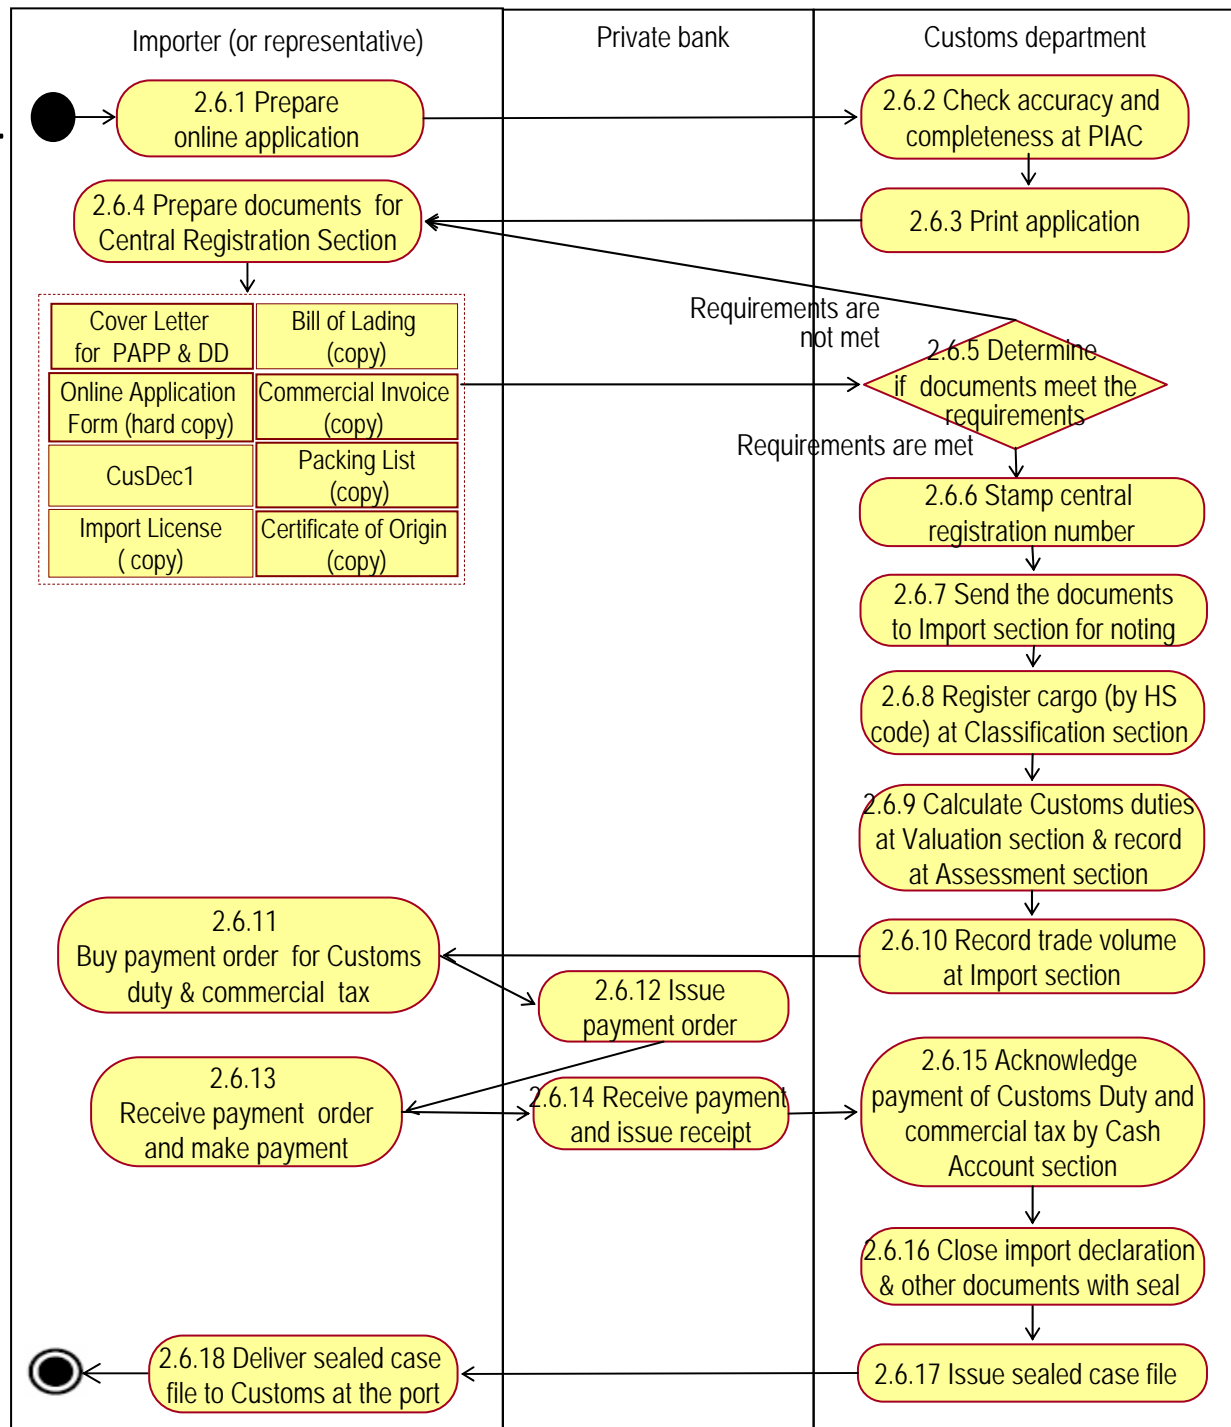 Importer (or representative)
Private bank
Customs department
2.6.1 Prepare
online application
2.6.2 Check accuracy and
completeness at PIAC
2.6.4 Prepare documents for
Central Registration Section
2.6.3 Print application
Cover Letter
for PAPP & DD
Bill of Lading
(copy)
Online Application
Form (hard copy)
Commercial Invoice
(copy)
CusDec1
Packing List
(copy)
Import License
( copy)
Certificate of Origin
(copy)
Requirements are
not met
2.6.5 Determine
if documents meet the
requirements
Requirements are met
2.6.6 Stamp central
registration number
2.6.7 Send the documents
to Import section for noting
2.6.8 Register cargo (by HS
code) at Classification section
2.6.9 Calculate Customs duties
at Valuation section & record
at Assessment section
2.6.11
Buy payment order for Customs
duty & commercial tax
2.6.10 Record trade volume
at Import section
2.6.12 Issue
payment order
2.6.13
Receive payment order
and make payment
2.6.14 Receive payment
and issue receipt
2.6.15 Acknowledge
payment of Customs Duty and
commercial tax by Cash
Account section
2.6.16 Close import declaration
& other documents with seal
2.6.18 Deliver sealed case
file to Customs at the port
2.6.17 Issue sealed case file